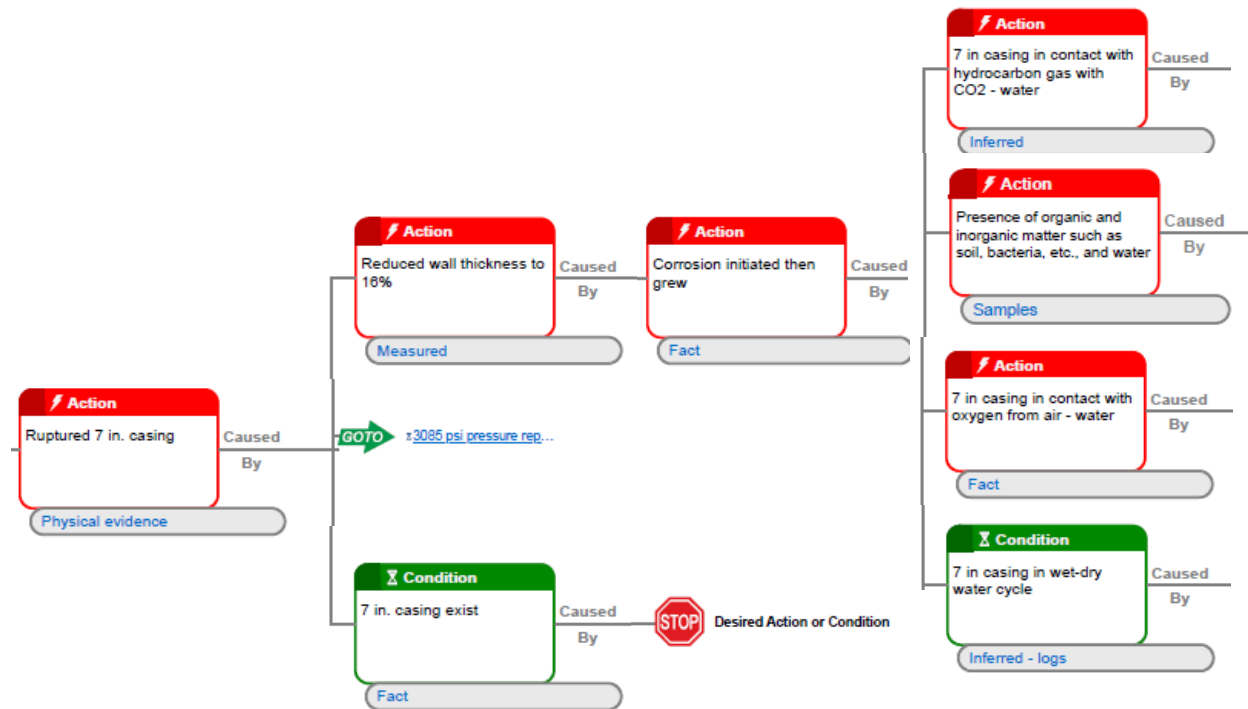 Action
7 in casing in contact with
hydrocarbon gas with
CO2 - water
Inferred
Caused
By
Action
Presence of organic and
inorganic matter such as
soil, bacteria, etc., and water
Samples
Caused
By
Action
Reduced wall thickness to
16%
Measured
Caused
By
Action
Corrosion initiated then
grew
Fact
Caused
By
Action
7 in casing in contact with
oxygen from air - water
Fact
Caused
By
Action
Ruptured 7 in. casing
Physical evidence
Caused
By
GOTO
3085 psi pressure rep...
Condition
7 in. casing exist
Fact
Caused
By
STOP
Desired Action or Condition
Condition
7 in casing in wet-dry
water cycle
Inferred - logs
Caused
By